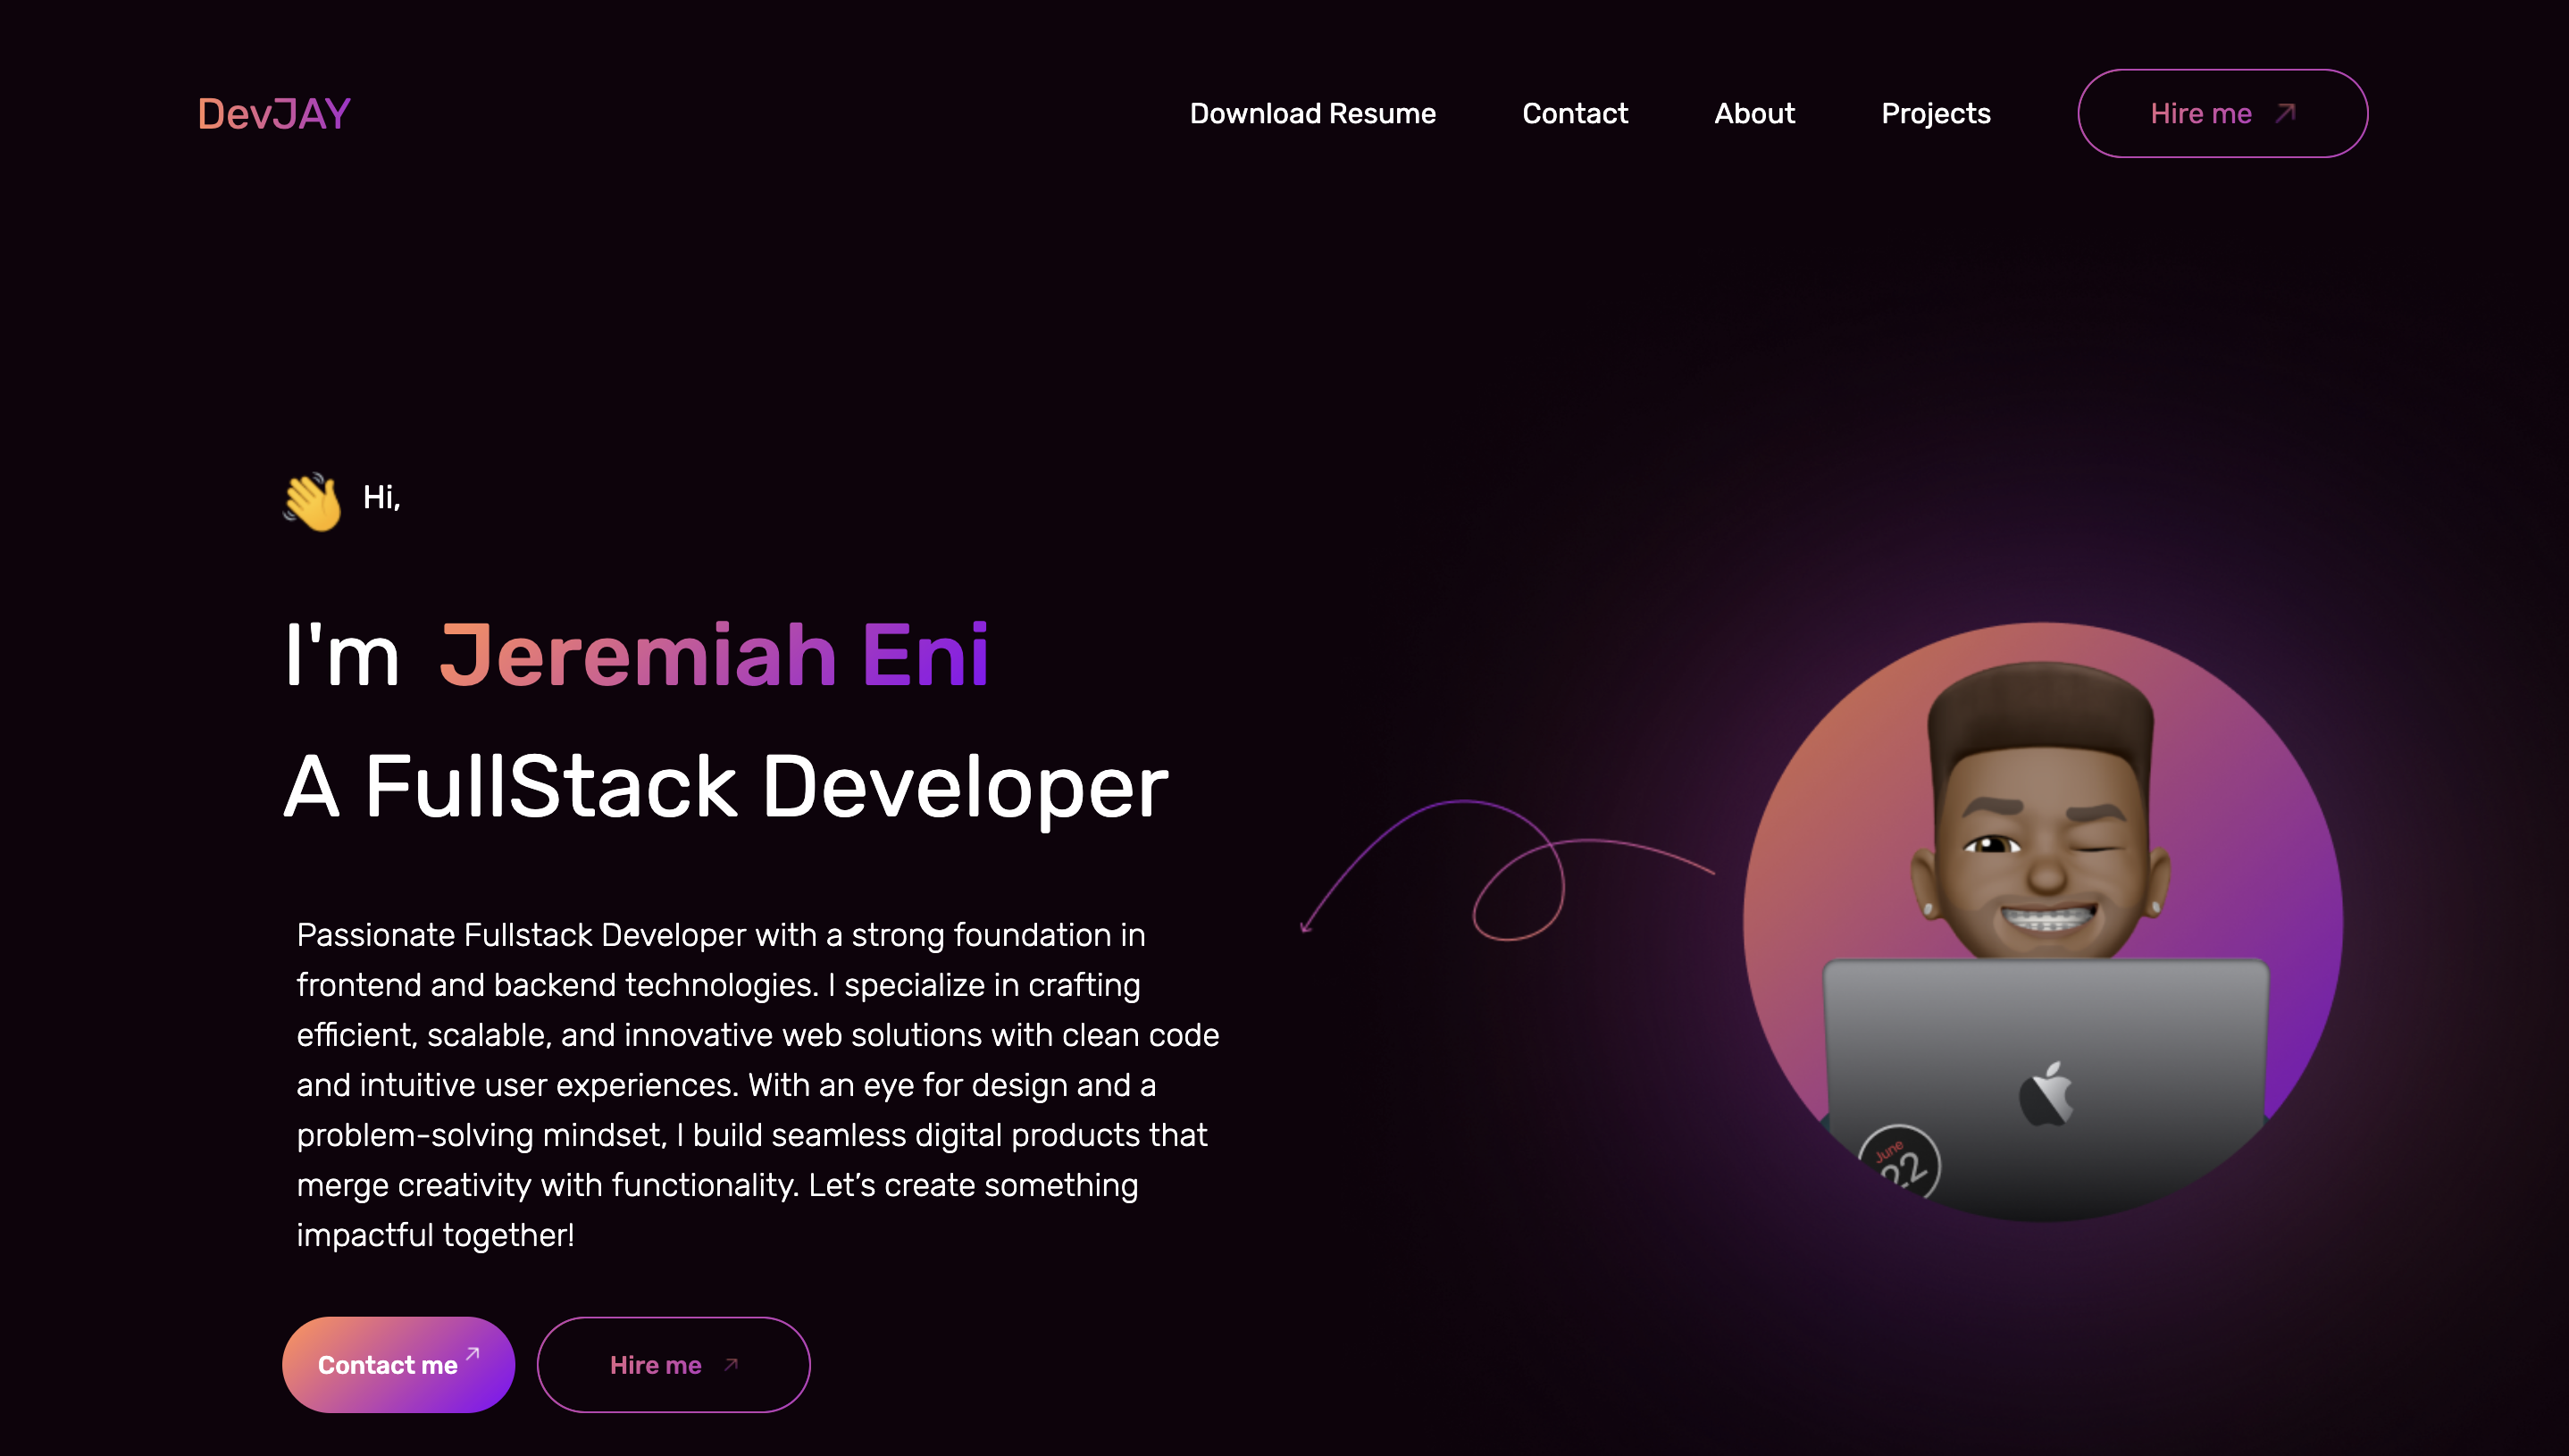 DevJAY
Download Resume
Contact
About
Projects
Hire me
Hi,
I'm Jeremiah Eni
A FullStack Developer
Passionate Fullstack Developer with a strong foundation in
frontend and backend technologies. I specialize in crafting
efficient, scalable, and innovative web solutions with clean code
and intuitive user experiences. With an eye for design and a
problem-solving mindset, I build seamless digital products that
merge creativity with functionality. Let’s create something
impactful together!
Contact me
Hire me
June
22